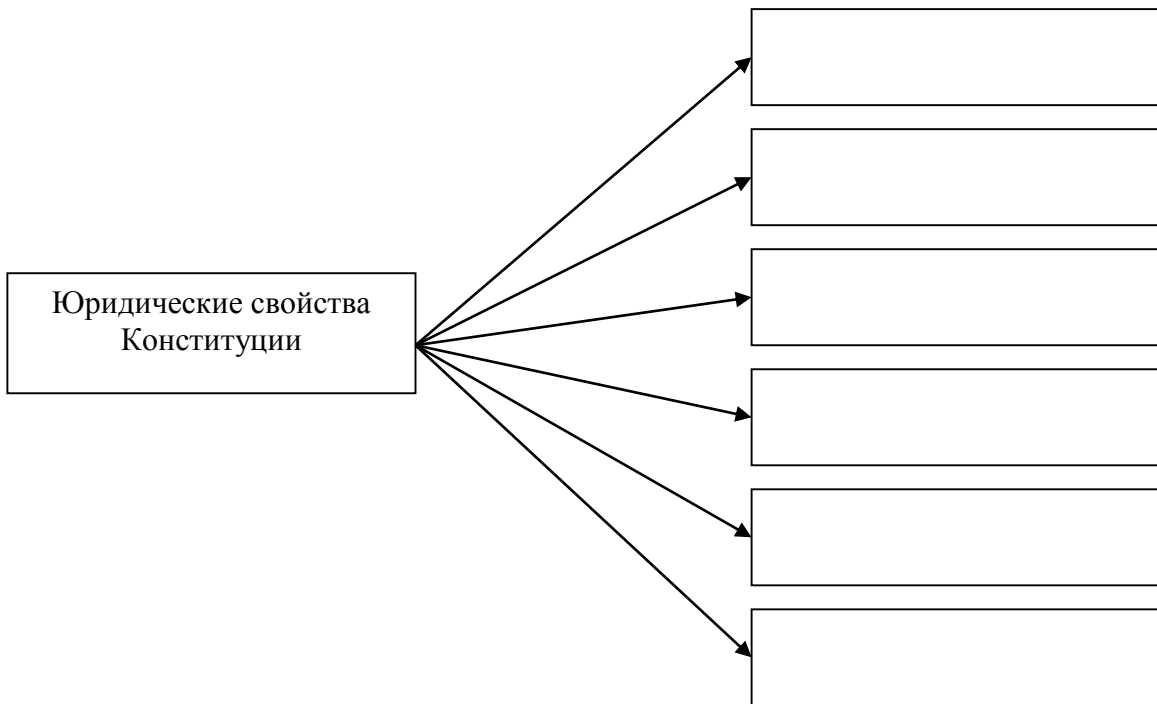 Юридические свойства
Конституции